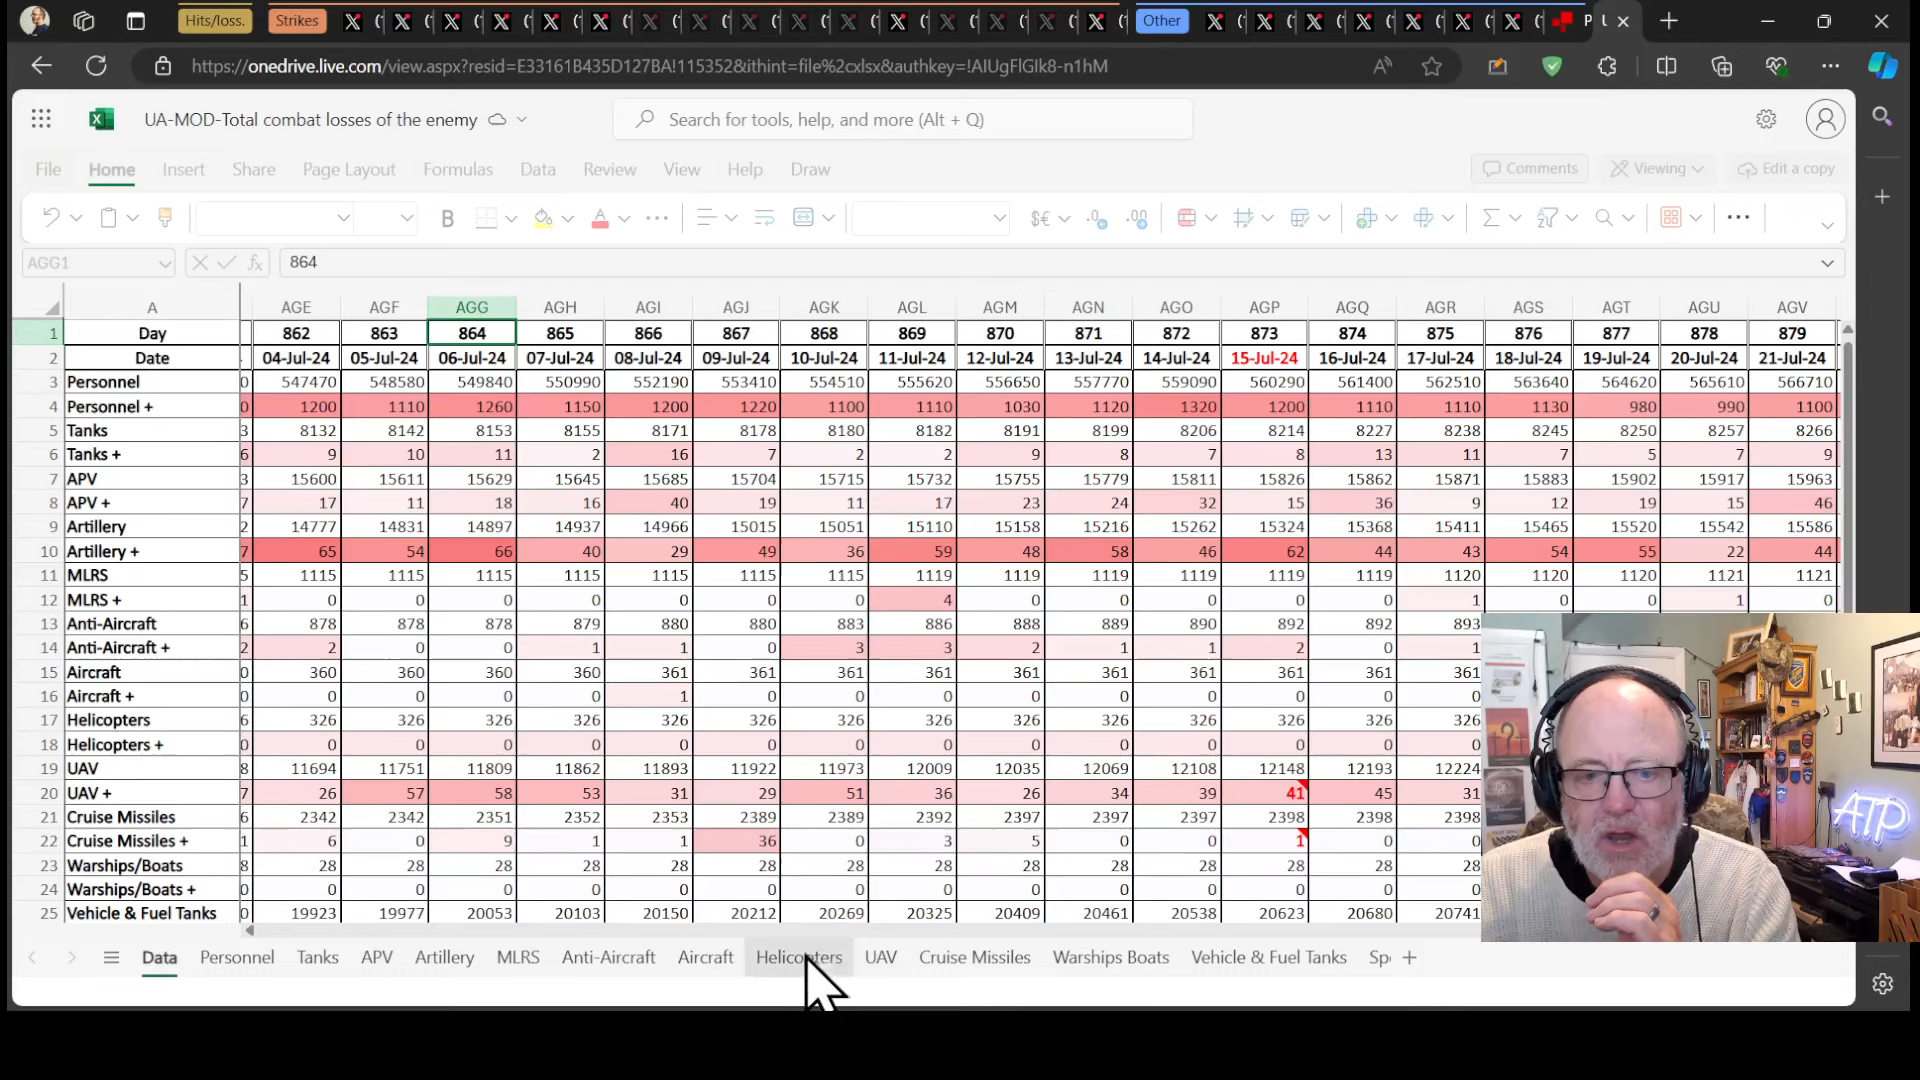 Hits/loss. Strikes Other
https://onedrive.live.com/view.aspx?resid=E33161B435D127BA!115352&ithint=file%2cxlsx&authkey=!AIUgFlGIk8-n1hM
UA-MOD-Total combat losses of the enemy Search for tools, help, and more (Alt + Q)
File Home Insert Share Page Layout Formulas Data Review View Help Draw Comments Viewing Edit a copy
AGG1 fx 864
A AGE AGF AGG AGH AGI AGJ AGK AGL AGM AGN AGO AGP AGQ AGR AGS AGT AGU AGV
1 Day 862 863 864 865 866 867 868 869 870 871 872 873 874 875 876 877 878 879
2 Date 04-Jul-24 05-Jul-24 06-Jul-24 07-Jul-24 08-Jul-24 09-Jul-24 10-Jul-24 11-Jul-24 12-Jul-24 13-Jul-24 14-Jul-24 15-Jul-24 16-Jul-24 17-Jul-24 18-Jul-24 19-Jul-24 20-Jul-24 21-Jul-24
3 Personnel 0 547470 548580 549840 550990 552190 553410 554510 555620 556650 557770 559090 560290 561400 562510 563640 564620 565610 566710
4 Personnel + 0 1200 1110 1260 1150 1200 1220 1100 1110 1030 1120 1320 1200 1110 1110 1130 980 990 1100
5 Tanks 3 8132 8142 8153 8155 8171 8178 8180 8182 8191 8199 8206 8214 8227 8238 8245 8250 8257 8266
6 Tanks + 6 9 10 11 2 16 7 2 2 9 8 7 8 13 11 7 5 7 9
7 APV 3 15600 15611 15629 15645 15685 15704 15715 15732 15755 15779 15811 15826 15862 15871 15883 15902 15917 15963
8 APV + 7 17 11 18 16 40 19 11 17 23 24 32 15 36 9 12 19 15 46
9 Artillery 2 14777 14831 14897 14937 14966 15015 15051 15110 15158 15216 15262 15324 15368 15411 15465 15520 15542 15586
10 Artillery + 7 65 54 66 40 29 49 36 59 48 58 46 62 44 43 54 55 22 44
11 MLRS 5 1115 1115 1115 1115 1115 1115 1115 1119 1119 1119 1119 1119 1119 1120 1120 1120 1121 1121
12 MLRS + 1 0 0 0 0 0 0 0 4 0 0 0 0 0 1 0 0 1 0
13 Anti-Aircraft 6 878 878 878 879 880 880 883 886 888 889 890 892 892 893
14 Anti-Aircraft + 2 2 0 0 1 1 0 3 3 2 1 1 2 0 1
15 Aircraft 0 360 360 360 360 361 361 361 361 361 361 361 361 361 361
16 Aircraft + 0 0 0 0 0 1 0 0 0 0 0 0 0 0 0
17 Helicopters 6 326 326 326 326 326 326 326 326 326 326 326 326 326 326
18 Helicopters + 0 0 0 0 0 0 0 0 0 0 0 0 0 0 0
19 UAV 8 11694 11751 11809 11862 11893 11922 11973 12009 12035 12069 12108 12148 12193 12224
20 UAV + 7 26 57 58 53 31 29 51 36 26 34 39 41 45 31
21 Cruise Missiles 6 2342 2342 2351 2352 2353 2389 2389 2392 2397 2397 2397 2398 2398 2398
22 Cruise Missiles + 1 6 0 9 1 1 36 0 3 5 0 0 1 0 0
23 Warships/Boats 8 28 28 28 28 28 28 28 28 28 28 28 28 28 28
24 Warships/Boats + 0 0 0 0 0 0 0 0 0 0 0 0 0 0 0
25 Vehicle & Fuel Tanks 0 19923 19977 20053 20103 20150 20212 20269 20325 20409 20461 20538 20623 20680 20741
ATP
Data Personnel Tanks APV Artillery MLRS Anti-Aircraft Aircraft Helicopters UAV Cruise Missiles Warships Boats Vehicle & Fuel Tanks Sp